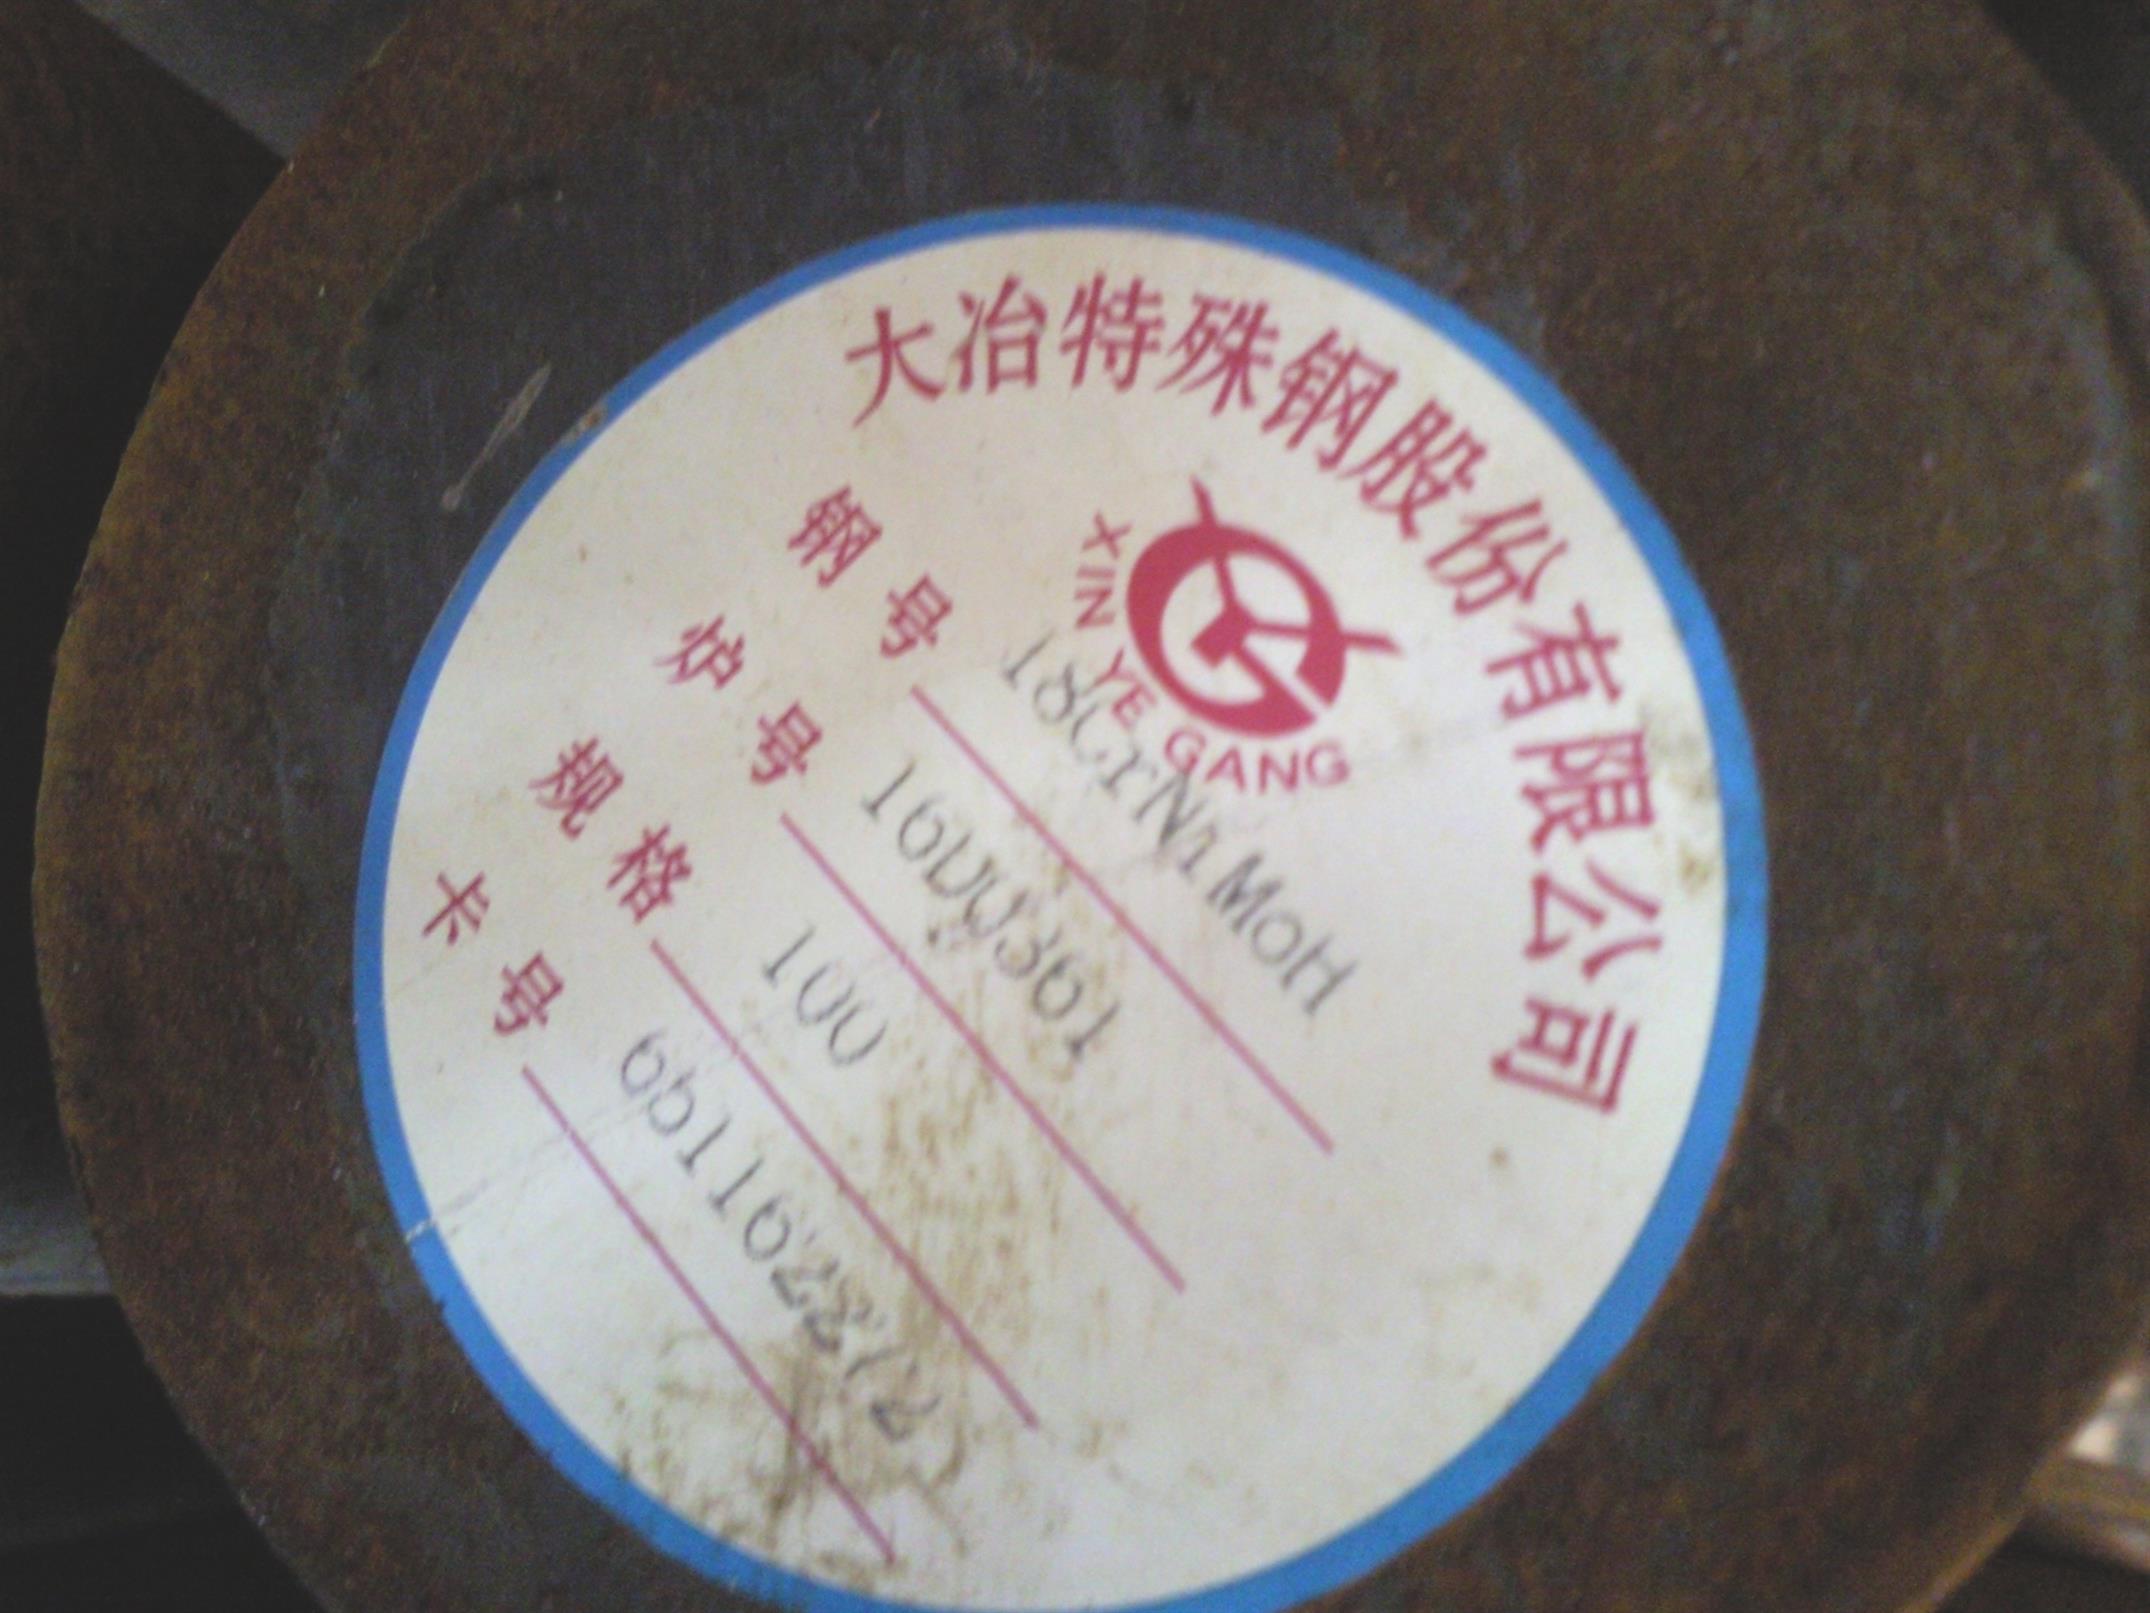 大冶特殊钢股份有限公司
XIN YE GANG
钢号 18CrNiMoH
炉号
规格 100
卡号